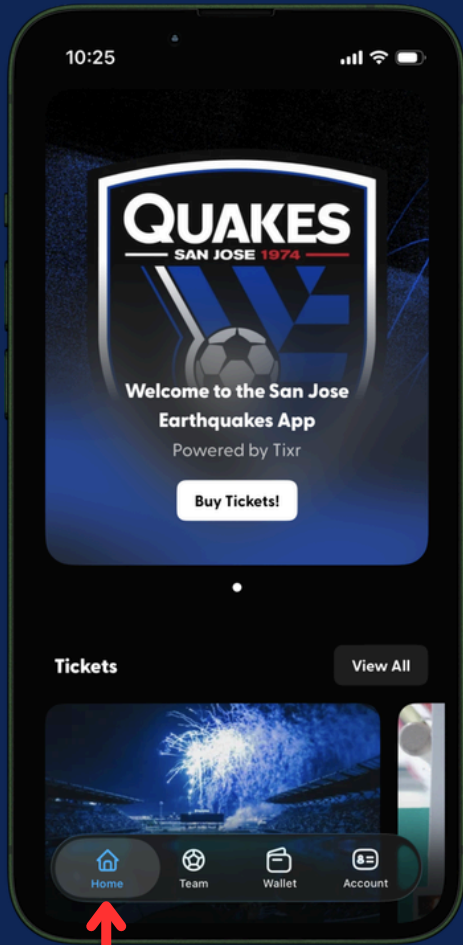 10:25
QUAKES
SAN JOSE 1974
Welcome to the San Jose
Earthquakes App
Powered by Tixr
Buy Tickets!
Tickets
View All
Home
Team
Wallet
Account